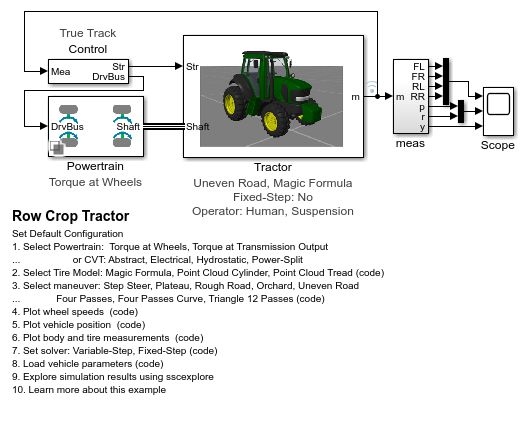 True Track
Control
Mea
Str
DrvBus
Str
m
DrvBus
Shaft
Shaft
Powertrain
Torque at Wheels
Tractor
Uneven Road, Magic Formula
Fixed-Step: No
Operator: Human, Suspension
m
FL
FR
RL
RR
p
r
y
meas
Scope
Row Crop Tractor
Set Default Configuration
1. Select Powertrain: Torque at Wheels, Torque at Transmission Output
... or CVT: Abstract, Electrical, Hydrostatic, Power-Split
2. Select Tire Model: Magic Formula, Point Cloud Cylinder, Point Cloud Tread (code)
3. Select maneuver: Step Steer, Plateau, Rough Road, Orchard, Uneven Road
... Four Passes, Four Passes Curve, Triangle 12 Passes (code)
4. Plot wheel speeds (code)
5. Plot vehicle position (code)
6. Plot body and tire measurements (code)
7. Set solver: Variable-Step, Fixed-Step (code)
8. Load vehicle parameters (code)
9. Explore simulation results using sscexplore
10. Learn more about this example